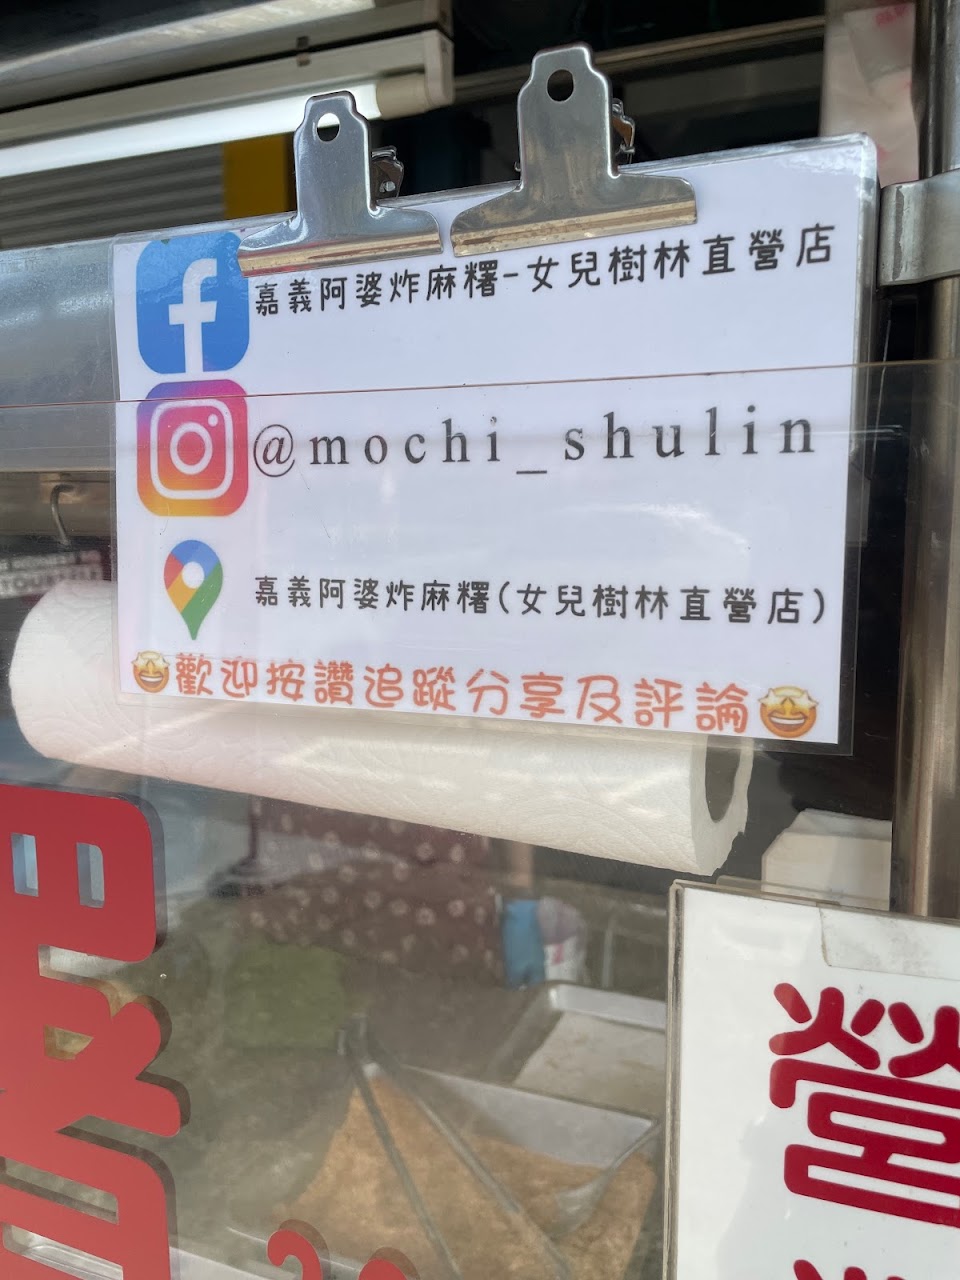 嘉義阿婆炸麻糬-女兒樹林直營店
@mochi_shulin
嘉義阿婆炸麻糬(女兒樹林直營店)
🤩歡迎按讚追蹤分享及評論🤩
營